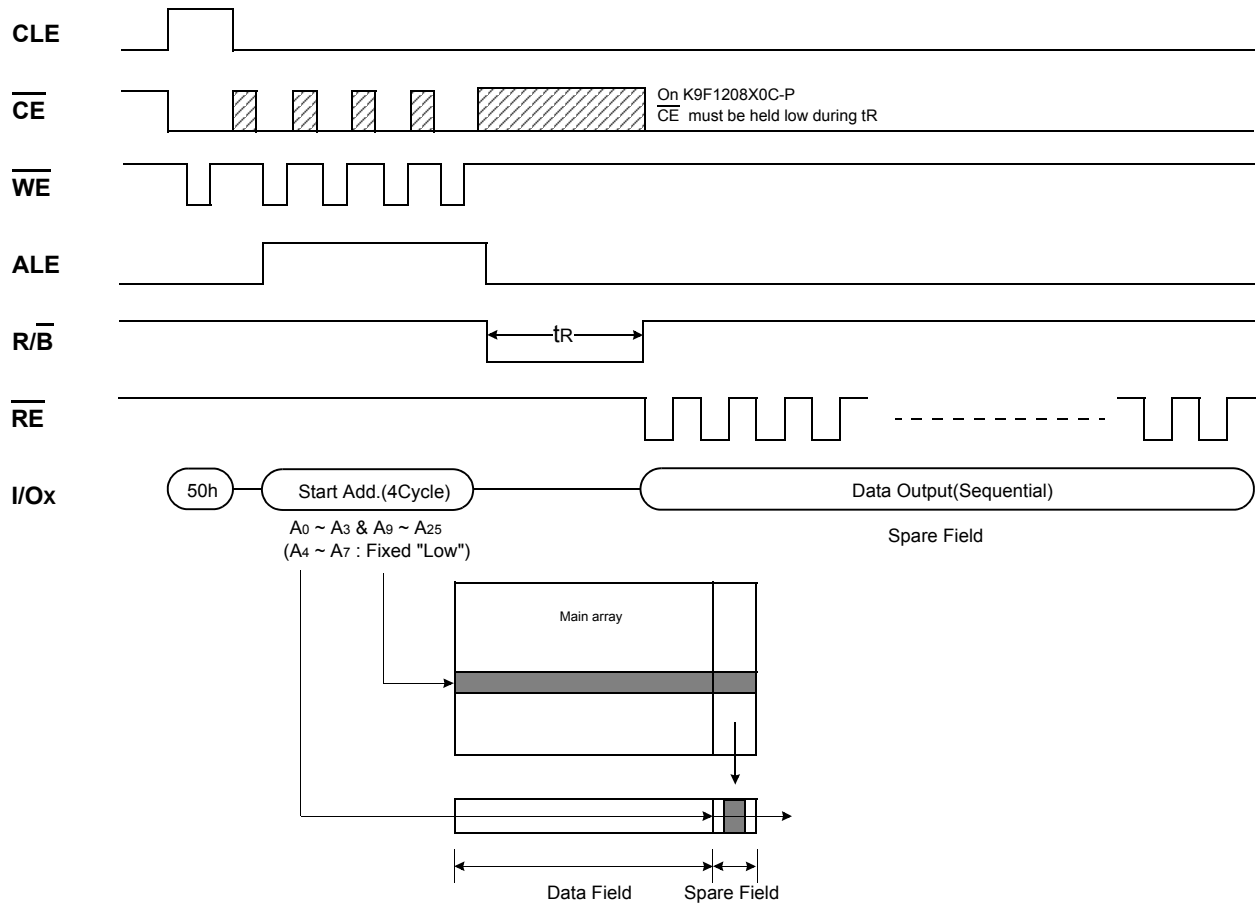 CLE
CE
On K9F1208X0C-P
CE must be held low during tR
WE
ALE
R/B
tR
RE
I/Ox
50h
Start Add.(4Cycle)
Data Output(Sequential)
A0 ~ A3 & A9 ~ A25
(A4 ~ A7 : Fixed "Low")
Spare Field
Main array
Data Field
Spare Field